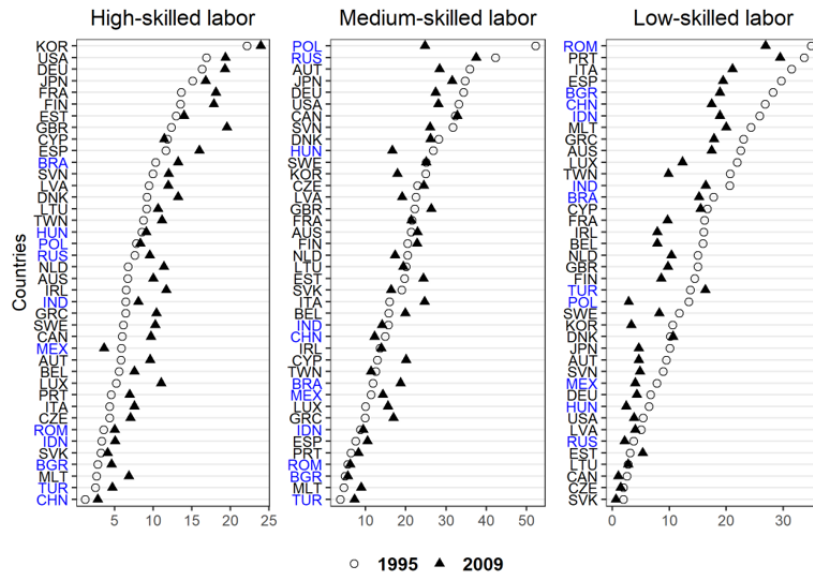 High-skilled labor
Countries
KOR
USA
DEU
JPN
FRA
FIN
EST
GBR
CYP
ESP
BRA
SVN
LVA
DNK
LTU
TWN
HUN
POL
RUS
NLD
AUS
IRL
IND
GRC
SWE
CAN
MEX
AUT
BEL
LUX
PRT
ITA
CZE
ROM
IDN
SVK
BGR
MLT
TUR
CHN
5 10 15 20 25
Medium-skilled labor
POL
RUS
AUT
JPN
DEU
USA
CAN
SVN
DNK
HUN
SWE
KOR
CZE
LVA
GBR
FRA
AUS
FIN
NLD
LTU
EST
SVK
ITA
BEL
IND
CHN
IRL
CYP
TWN
BRA
MEX
LUX
GRC
IDN
ESP
PRT
ROM
BGR
MLT
TUR
10 20 30 40 50
Low-skilled labor
ROM
PRT
ITA
ESP
BGR
CHN
IDN
MLT
GRC
AUS
LUX
TWN
IND
BRA
CYP
FRA
IRL
BEL
NLD
GBR
FIN
TUR
POL
SWE
KOR
DNK
JPN
AUT
SVN
MEX
DEU
HUN
USA
LVA
RUS
EST
LTU
CAN
CZE
SVK
0 10 20 30
1995 2009